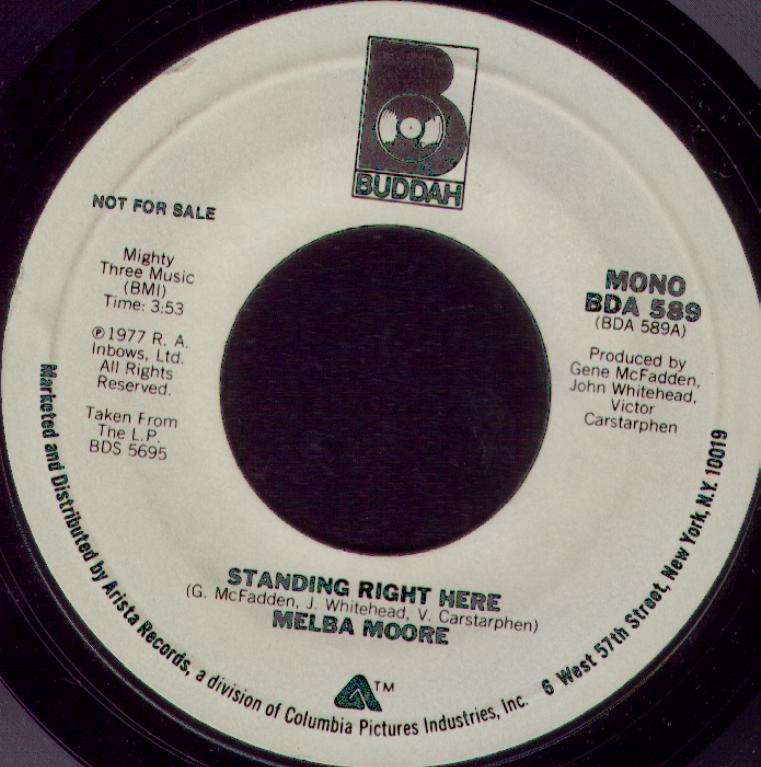 BUDDAH
NOT FOR SALE
Mighty
Three Music
(BMI)
Time: 3:53
℗1977 R. A.
Inbows, Ltd.
All Rights
Reserved.
Taken From
The L.P.
BDS 5695
MONO
BDA 589
(BDA 589A)
Produced by
Gene McFadden,
John Whitehead,
Victor
Carstarphen
STANDING RIGHT HERE
(G. McFadden, J. Whitehead, V. Carstarphen)
MELBA MOORE
TM
Marketed and Distributed by Arista Records, a division of Columbia Pictures Industries, Inc. 6 West 57th Street, New York, N.Y. 10019